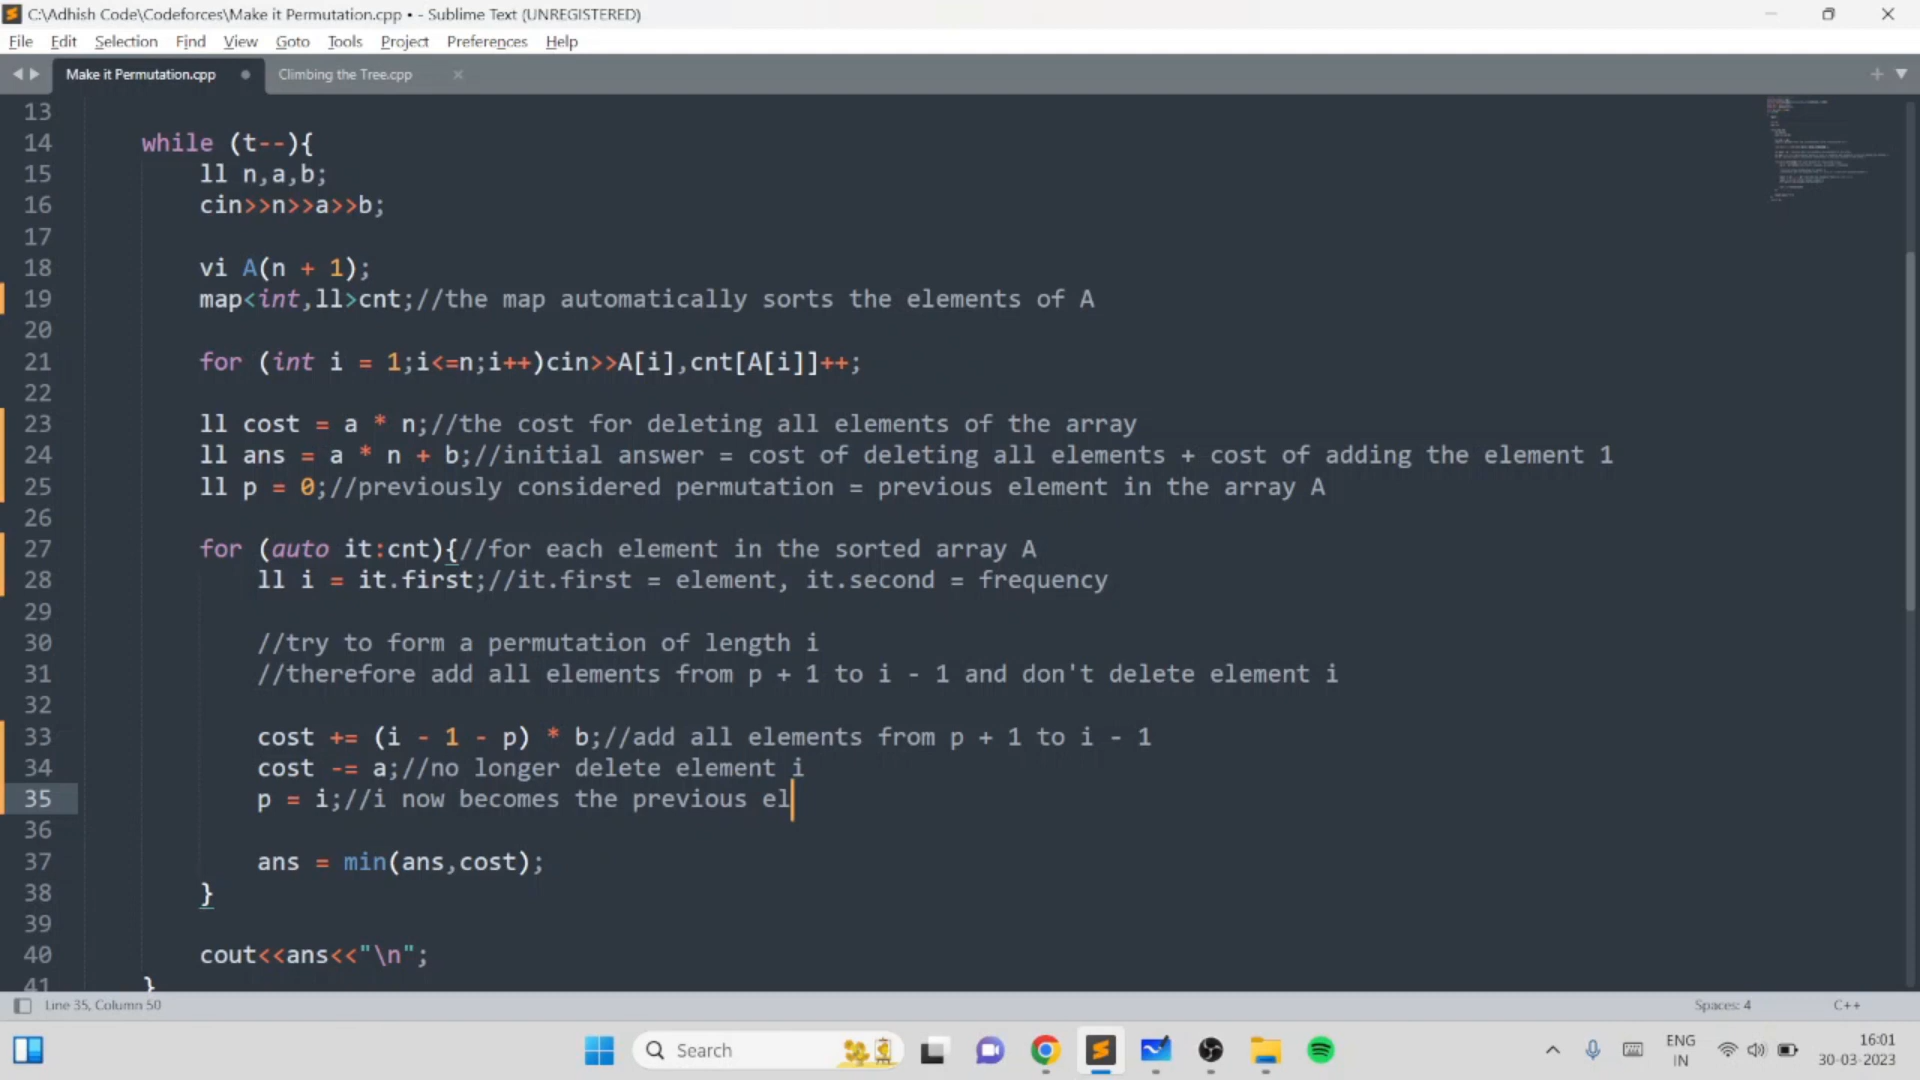 C:\Adhish Code\Codeforces\Make it Permutation.cpp • - Sublime Text (UNREGISTERED)
File Edit Selection Find View Goto Tools Project Preferences Help
Make it Permutation.cpp Climbing the Tree.cpp
13
14 while (t--){
15 ll n,a,b;
16 cin>>n>>a>>b;
17
18 vi A(n + 1);
19 map<int,ll>cnt;//the map automatically sorts the elements of A
20
21 for (int i = 1;i<=n;i++)cin>>A[i],cnt[A[i]]++;
22
23 ll cost = a * n;//the cost for deleting all elements of the array
24 ll ans = a * n + b;//initial answer = cost of deleting all elements + cost of adding the element 1
25 ll p = 0;//previously considered permutation = previous element in the array A
26
27 for (auto it:cnt){//for each element in the sorted array A
28 ll i = it.first;//it.first = element, it.second = frequency
29
30 //try to form a permutation of length i
31 //therefore add all elements from p + 1 to i - 1 and don't delete element i
32
33 cost += (i - 1 - p) * b;//add all elements from p + 1 to i - 1
34 cost -= a;//no longer delete element i
35 p = i;//i now becomes the previous el
36
37 ans = min(ans,cost);
38 }
39
40 cout<<ans<<"\n";
41 }
Line 35, Column 50 Spaces: 4 C++
Search
ENG
IN
16:01
30-03-2023